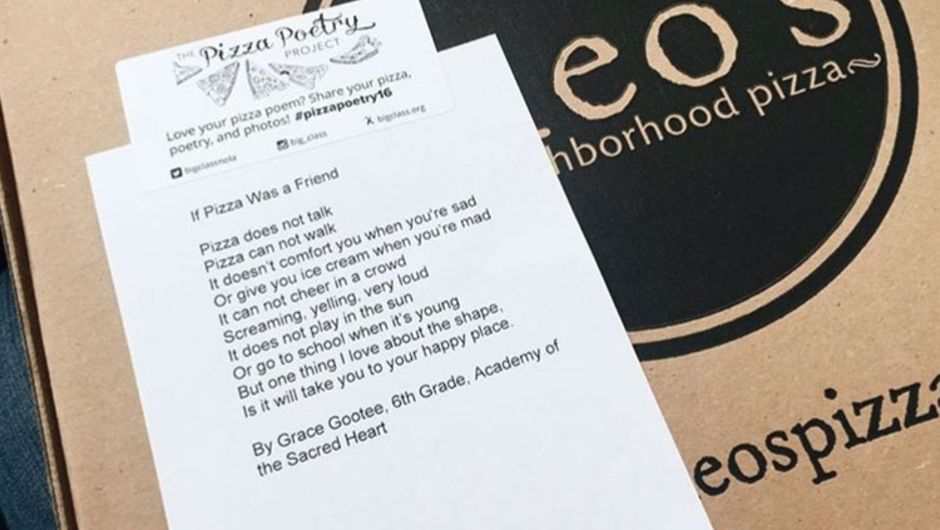 THE Pizza Poetry
PROJECT
Love your pizza poem? Share your pizza,
poetry, and photos! #pizzapoetry16
bigclassnola big_class bigclass.org
If Pizza Was a Friend
Pizza does not talk
Pizza can not walk
It doesn't comfort you when you're sad
Or give you ice cream when you're mad
It can not cheer in a crowd
Screaming, yelling, very loud
It does not play in the sun
Or go to school when it's young
But one thing I love about the shape,
Is it will take you to your happy place.
By Grace Gootee, 6th Grade, Academy of
the Sacred Heart
eo's
hborhood pizza
eospizza